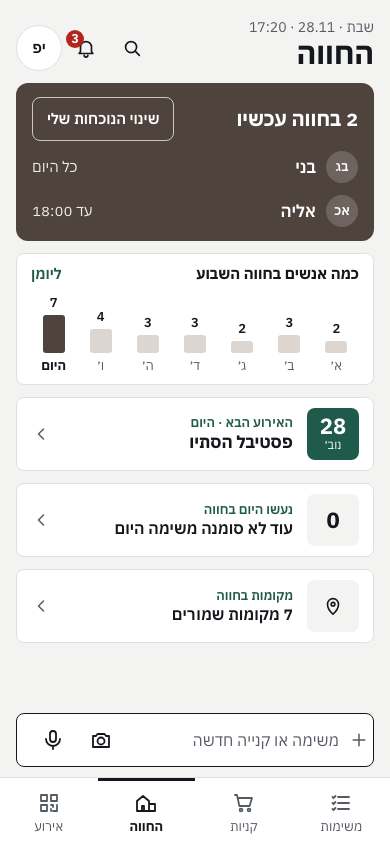 שבת · 28.11 · 17:20
החווה
3
יפ
2 בחווה עכשיו
שינוי הנוכחות שלי
בג
בני
כל היום
אכ
אליה
עד 18:00
כמה אנשים בחווה השבוע
ליומן
2 3 2 3 3 4 7
א׳ ב׳ ג׳ ד׳ ה׳ ו׳ היום
28
נוב׳
האירוע הבא · היום
פסטיבל הסתיו
0
נעשו היום בחווה
עוד לא סומנה משימה היום
מקומות בחווה
7 מקומות שמורים
משימה או קנייה חדשה
משימות
קניות
החווה
אירוע